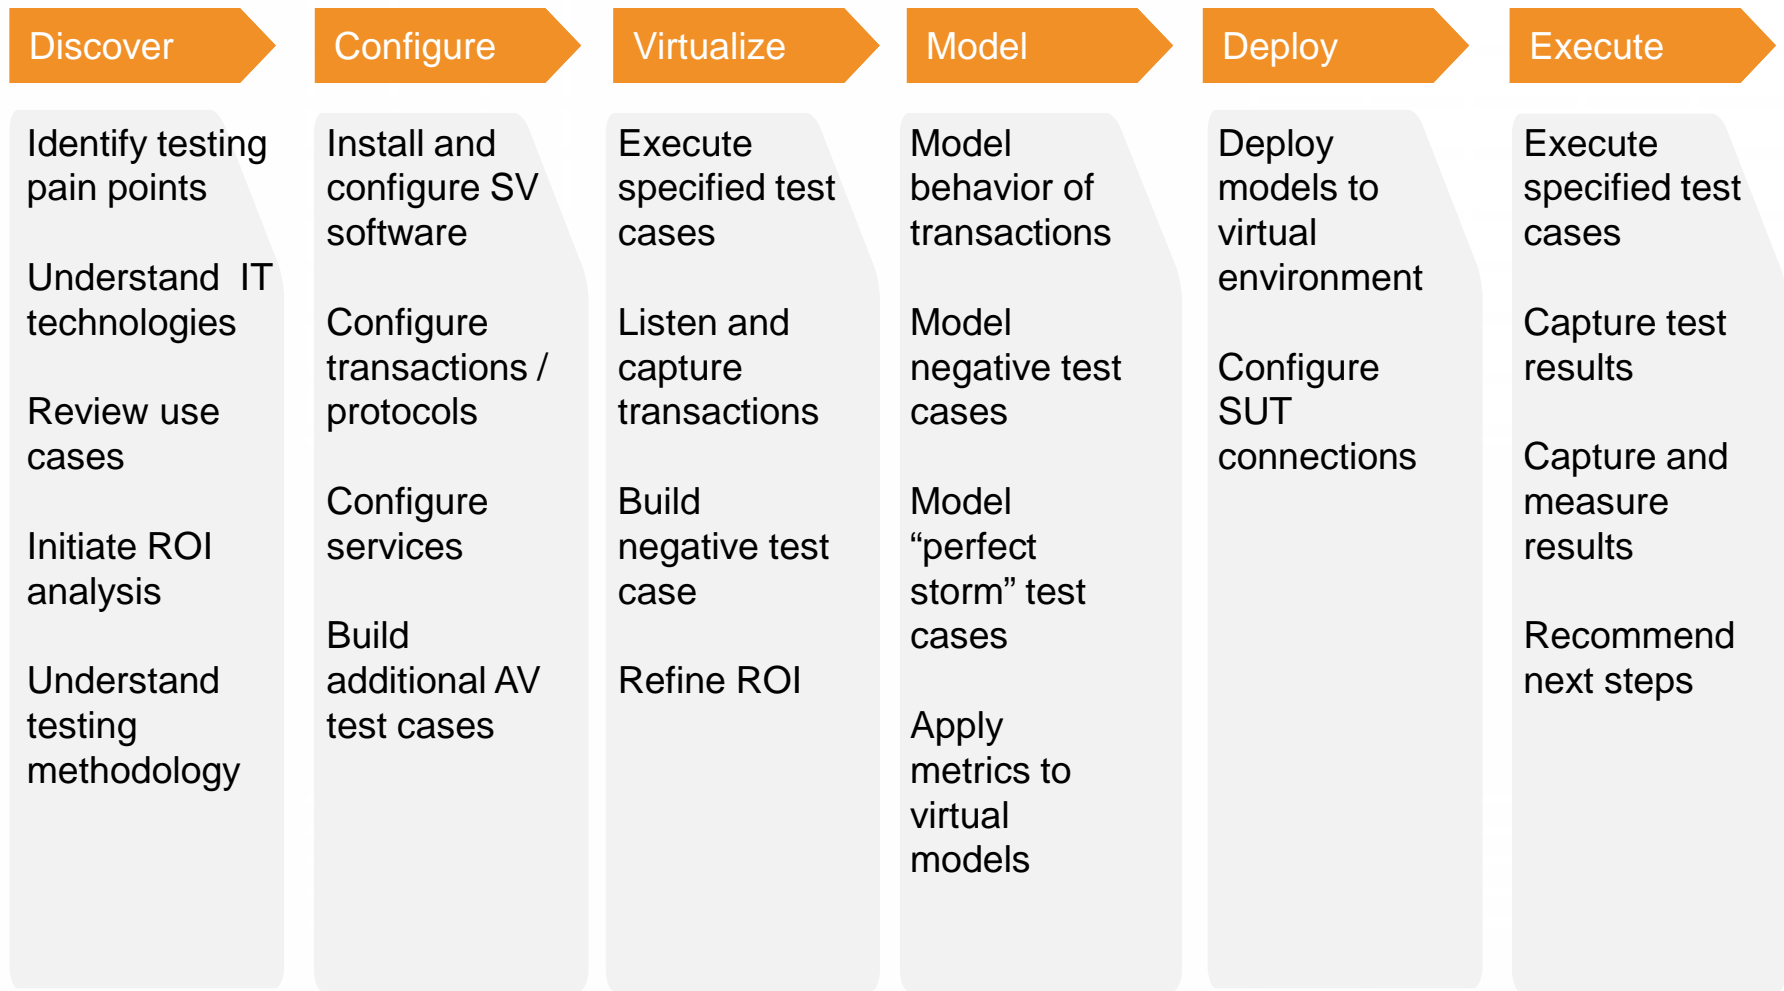 Discover
Configure
Virtualize
Model
Deploy
Execute
Identify testing
pain points
Understand  IT
technologies
Review use
cases
Initiate ROI
analysis
Understand
testing
methodology
Install and
configure SV
software
Configure
transactions /
protocols
Configure
services
Build
additional AV
test cases
Execute
specified test
cases
Listen and
capture
transactions
Build
negative test
case
Refine ROI
Model
behavior of
transactions
Model
negative test
cases
Model
“perfect
storm” test
cases
Apply
metrics to
virtual
models
Deploy
models to
virtual
environment
Configure
SUT
connections
Execute
specified test
cases
Capture test
results
Capture and
measure
results
Recommend
next steps